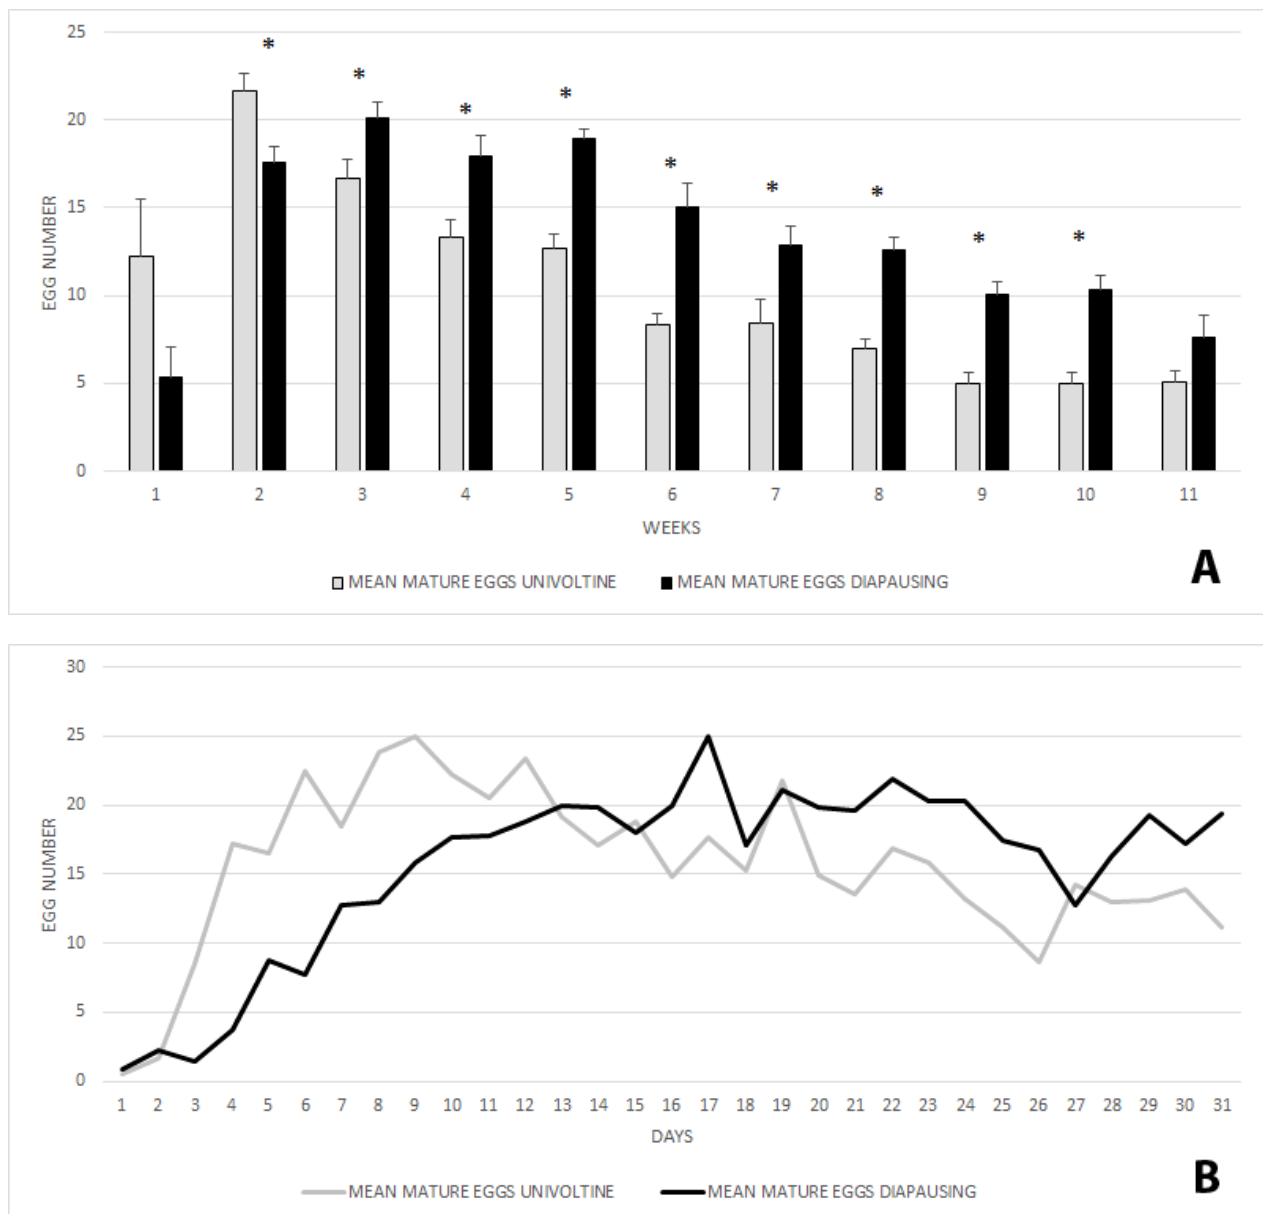 25
20
15
10
5
0
EGG NUMBER
* * * * * * * * *
1 2 3 4 5 6 7 8 9 10 11
WEEKS
MEAN MATURE EGGS UNIVOLTINE MEAN MATURE EGGS DIAPAUSING
A
30
25
20
15
10
5
0
EGG NUMBER
1 2 3 4 5 6 7 8 9 10 11 12 13 14 15 16 17 18 19 20 21 22 23 24 25 26 27 28 29 30 31
DAYS
MEAN MATURE EGGS UNIVOLTINE MEAN MATURE EGGS DIAPAUSING
B